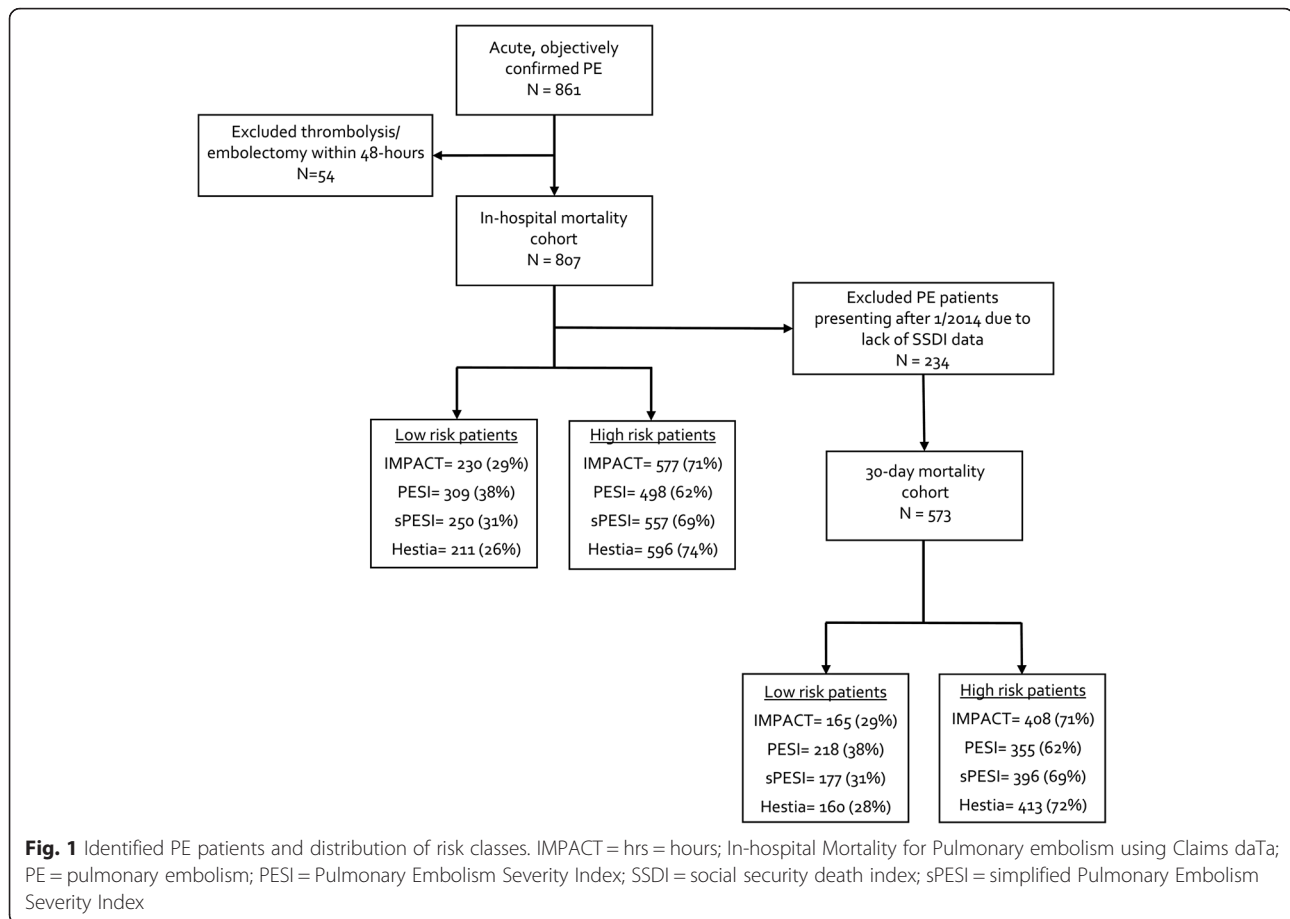 Acute, objectively
confirmed PE
N = 861
Excluded thrombolysis/
embolectomy within 48-hours
N=54
In-hospital mortality
cohort
N = 807
Excluded PE patients
presenting after 1/2014 due to
lack of SSDI data
N = 234
Low risk patients
IMPACT= 230 (29%)
PESI= 309 (38%)
sPESI= 250 (31%)
Hestia= 211 (26%)
High risk patients
IMPACT= 577 (71%)
PESI= 498 (62%)
sPESI= 557 (69%)
Hestia= 596 (74%)
30-day mortality
cohort
N = 573
Low risk patients
IMPACT= 165 (29%)
PESI= 218 (38%)
sPESI= 177 (31%)
Hestia= 160 (28%)
High risk patients
IMPACT= 408 (71%)
PESI= 355 (62%)
sPESI= 396 (69%)
Hestia= 413 (72%)
Fig. 1 Identified PE patients and distribution of risk classes. IMPACT = hrs = hours; In-hospital Mortality for Pulmonary embolism using Claims daTa;
PE = pulmonary embolism; PESI = Pulmonary Embolism Severity Index; SSDI = social security death index; sPESI = simplified Pulmonary Embolism
Severity Index